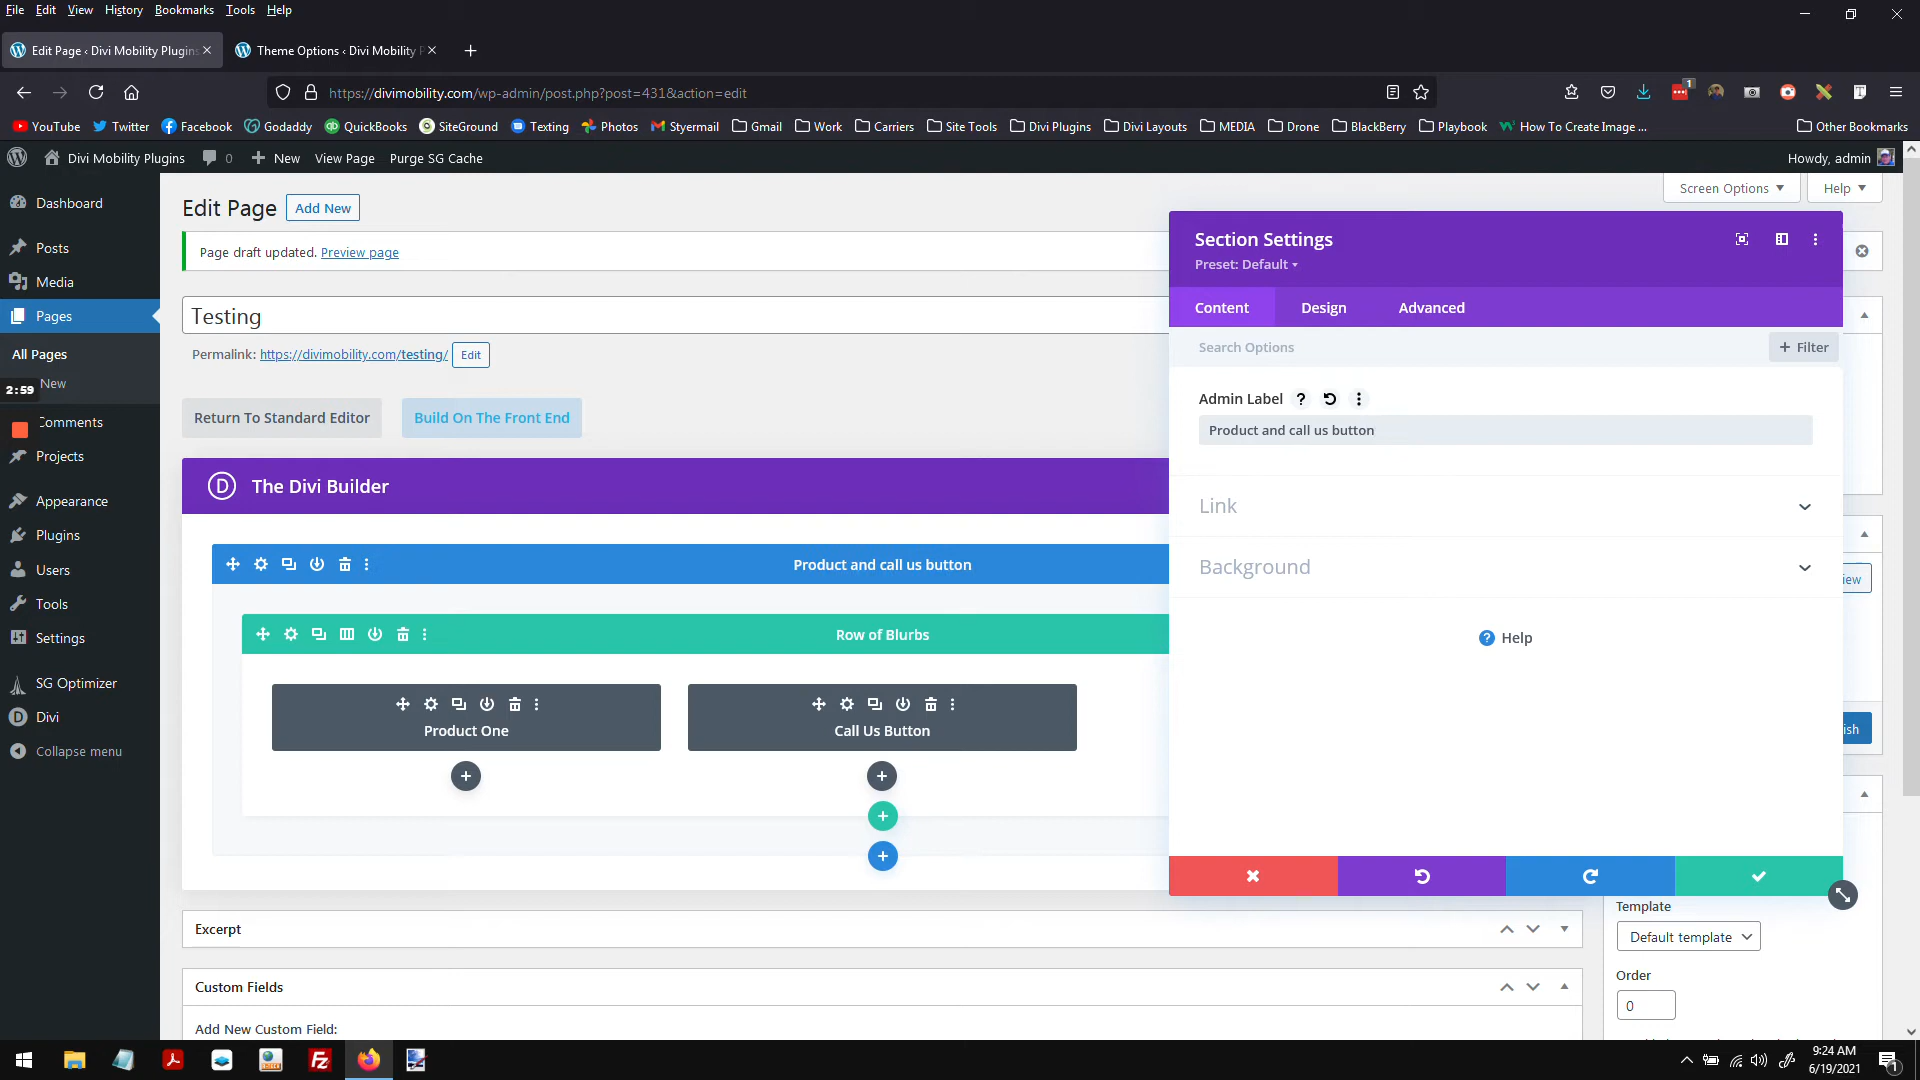 File Edit View History Bookmarks Tools Help
Edit Page ‹ Divi Mobility Plugins
Theme Options ‹ Divi Mobility P
https://divimobility.com/wp-admin/post.php?post=431&action=edit
1
YouTube Twitter Facebook Godaddy QuickBooks SiteGround Texting Photos Styermail Gmail Work Carriers Site Tools Divi Plugins Divi Layouts MEDIA Drone BlackBerry Playbook How To Create Image ... Other Bookmarks
Divi Mobility Plugins 0 New View Page Purge SG Cache Howdy, admin
Screen Options Help
Dashboard
Posts
Media
Pages
All Pages
New
2:59
Comments
Projects
Appearance
Plugins
Users
Tools
Settings
SG Optimizer
Divi
Collapse menu
Edit Page Add New
Page draft updated. Preview page
Testing
Permalink: https://divimobility.com/testing/ Edit
Return To Standard Editor Build On The Front End
D The Divi Builder
Product and call us button
Row of Blurbs
Product One
Call Us Button
Excerpt
Custom Fields
Add New Custom Field:
Section Settings
Preset: Default
Content Design Advanced
Search Options
+ Filter
Admin Label ?
Product and call us button
Link
Background
? Help
iew
ish
Template
Default template
Order
0
9:24 AM
6/19/2021
1